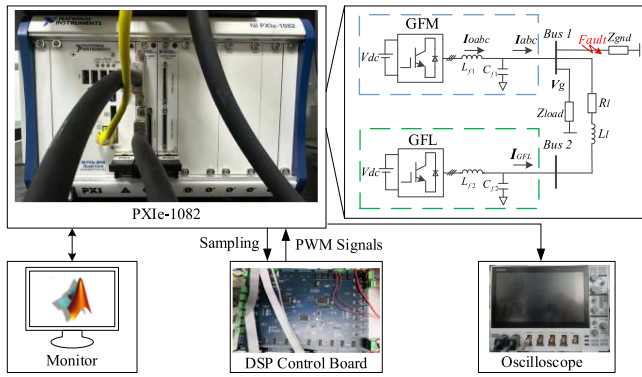 NATIONAL INSTRUMENTS
NI PXIe-1082
PXI
PXIe-1082
GFM
Vdc
Ioabc
Iabc
Lf1
Cf1
Bus 1
Fault
Zgnd
Vg
Zload
Rl
Ll
GFL
Vdc
IGFL
Lf2
Cf2
Bus 2
Sampling
PWM Signals
Monitor
DSP Control Board
Oscilloscope